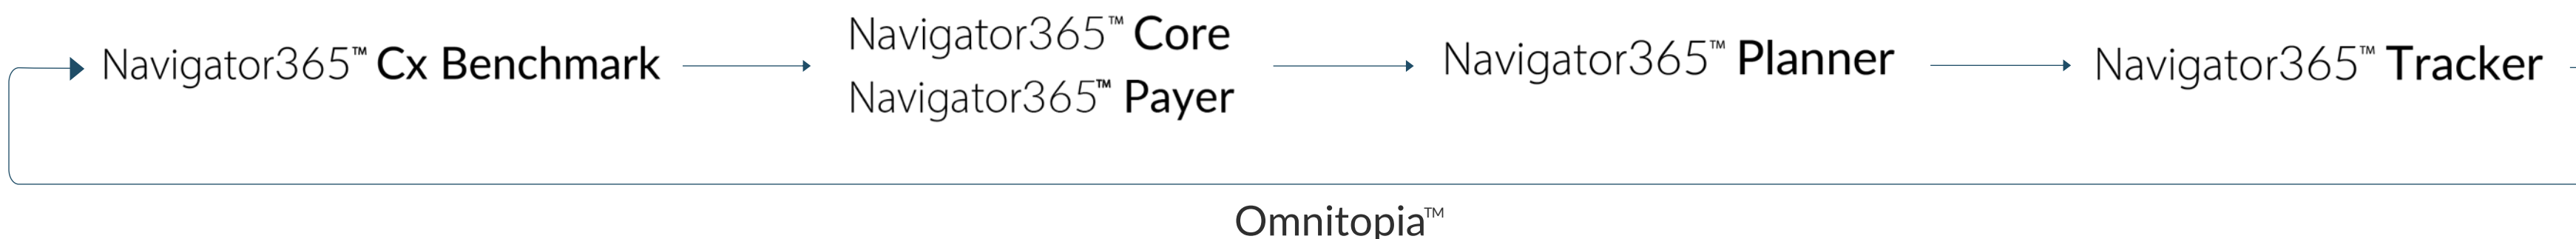 Navigator365™ Cx Benchmark
Navigator365™ Core
Navigator365™ Payer
Navigator365™ Planner
Navigator365™ Tracker
Omnitopia™